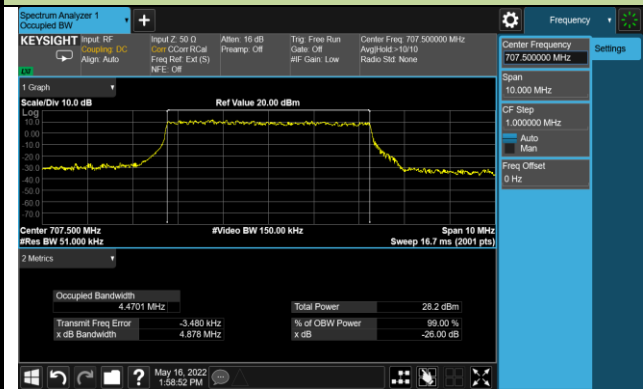 Spectrum Analyzer 1
Occupied BW
Frequency
KEYSIGHT
Input: RF
Coupling: DC
Align: Auto
Input Z: 50 Ω
Corr CCorr RCal
Freq Ref: Ext (S)
NFE: Off
Atten: 16 dB
Preamp: Off
Trig: Free Run
Gate: Off
#IF Gain: Low
Center Freq: 707.500000 MHz
Avg|Hold:>10/10
Radio Std: None
1 Graph
Scale/Div 10.0 dB
Ref Value 20.00 dBm
Log
10.0
0.00
-10.0
-20.0
-30.0
-40.0
-50.0
-60.0
-70.0
Center 707.500 MHz
#Video BW 150.00 kHz
Span 10 MHz
#Res BW 51.000 kHz
Sweep 16.7 ms (2001 pts)
2 Metrics
Occupied Bandwidth
4.4701 MHz
Total Power
28.2 dBm
Transmit Freq Error
-3.480 kHz
% of OBW Power
99.00 %
x dB Bandwidth
4.878 MHz
x dB
-26.00 dB
May 16, 2022
1:58:52 PM
Center Frequency
707.500000 MHz
Settings
Span
10.000 MHz
CF Step
1.000000 MHz
Auto
Man
Freq Offset
0 Hz